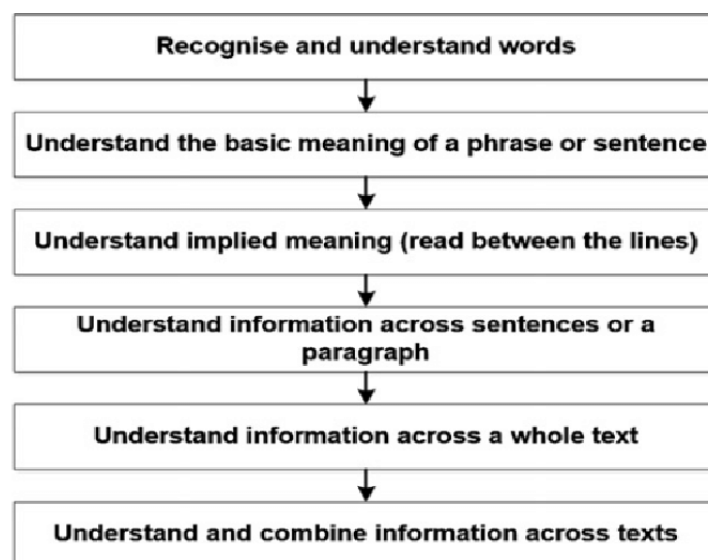 Recognise and understand words
Understand the basic meaning of a phrase or sentence
Understand implied meaning (read between the lines)
Understand information across sentences or a
paragraph
Understand information across a whole text
Understand and combine information across texts